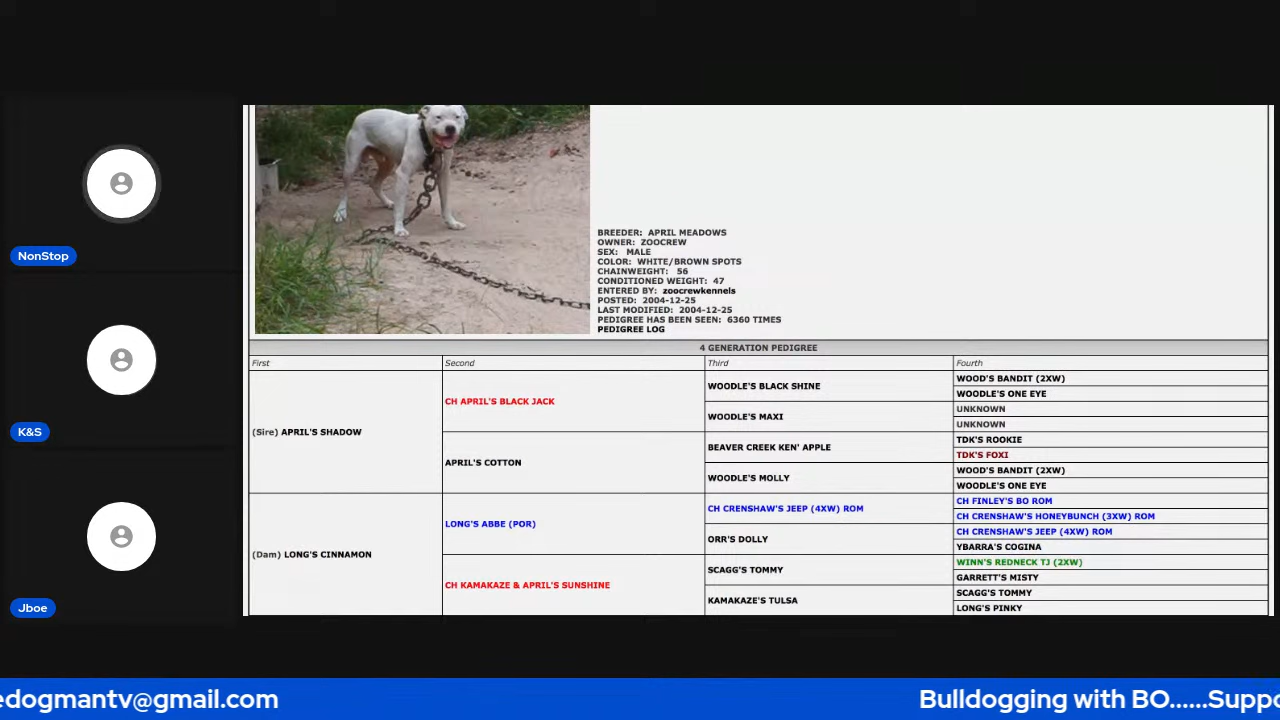 BREEDER: APRIL MEADOWS
OWNER: ZOOCREW
SEX: MALE
COLOR: WHITE/BROWN SPOTS
CHAINWEIGHT: 56
CONDITIONED WEIGHT: 47
ENTERED BY: zoocrewkennels
POSTED: 2004-12-25
LAST MODIFIED: 2004-12-25
PEDIGREE HAS BEEN SEEN: 6360 TIMES
PEDIGREE LOG
4 GENERATION PEDIGREE
First Second Third Fourth
(Sire) APRIL'S SHADOW
(Dam) LONG'S CINNAMON
CH APRIL'S BLACK JACK
APRIL'S COTTON
LONG'S ABBE (POR)
CH KAMAKAZE & APRIL'S SUNSHINE
WOODLE'S BLACK SHINE
WOODLE'S MAXI
BEAVER CREEK KEN' APPLE
WOODLE'S MOLLY
CH CRENSHAW'S JEEP (4XW) ROM
ORR'S DOLLY
SCAGG'S TOMMY
KAMAKAZE'S TULSA
WOOD'S BANDIT (2XW)
WOODLE'S ONE EYE
UNKNOWN
UNKNOWN
TDK'S ROOKIE
TDK'S FOXI
WOOD'S BANDIT (2XW)
WOODLE'S ONE EYE
CH FINLEY'S BO ROM
CH CRENSHAW'S HONEYBUNCH (3XW) ROM
CH CRENSHAW'S JEEP (4XW) ROM
YBARRA'S COGINA
WINN'S REDNECK TJ (2XW)
GARRETT'S MISTY
SCAGG'S TOMMY
LONG'S PINKY
NonStop
K&S
Jboe
edogmantv@gmail.com
Bulldogging with BO......Suppo